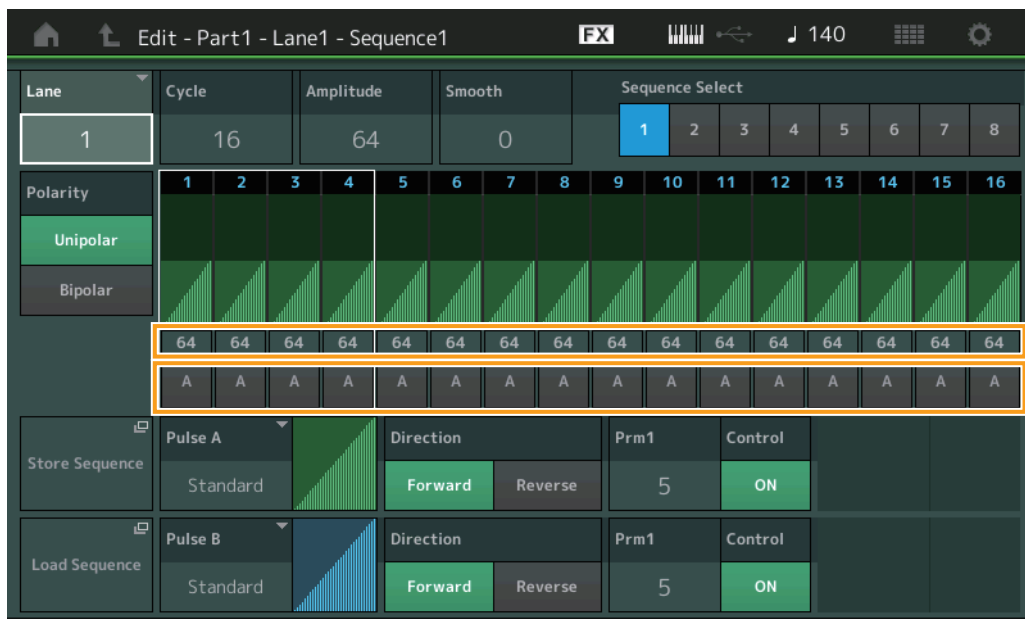 Edit - Part1 - Lane1 - Sequence1 FX ♩ 140
Lane Cycle Amplitude Smooth Sequence Select
1 16 64 0 1 2 3 4 5 6 7 8
Polarity 1 2 3 4 5 6 7 8 9 10 11 12 13 14 15 16
Unipolar
Bipolar
64 64 64 64 64 64 64 64 64 64 64 64 64 64 64 64
A A A A A A A A A A A A A A A A
Store Sequence Pulse A Direction Prm1 Control
Standard Forward Reverse 5 ON
Load Sequence Pulse B Direction Prm1 Control
Standard Forward Reverse 5 ON